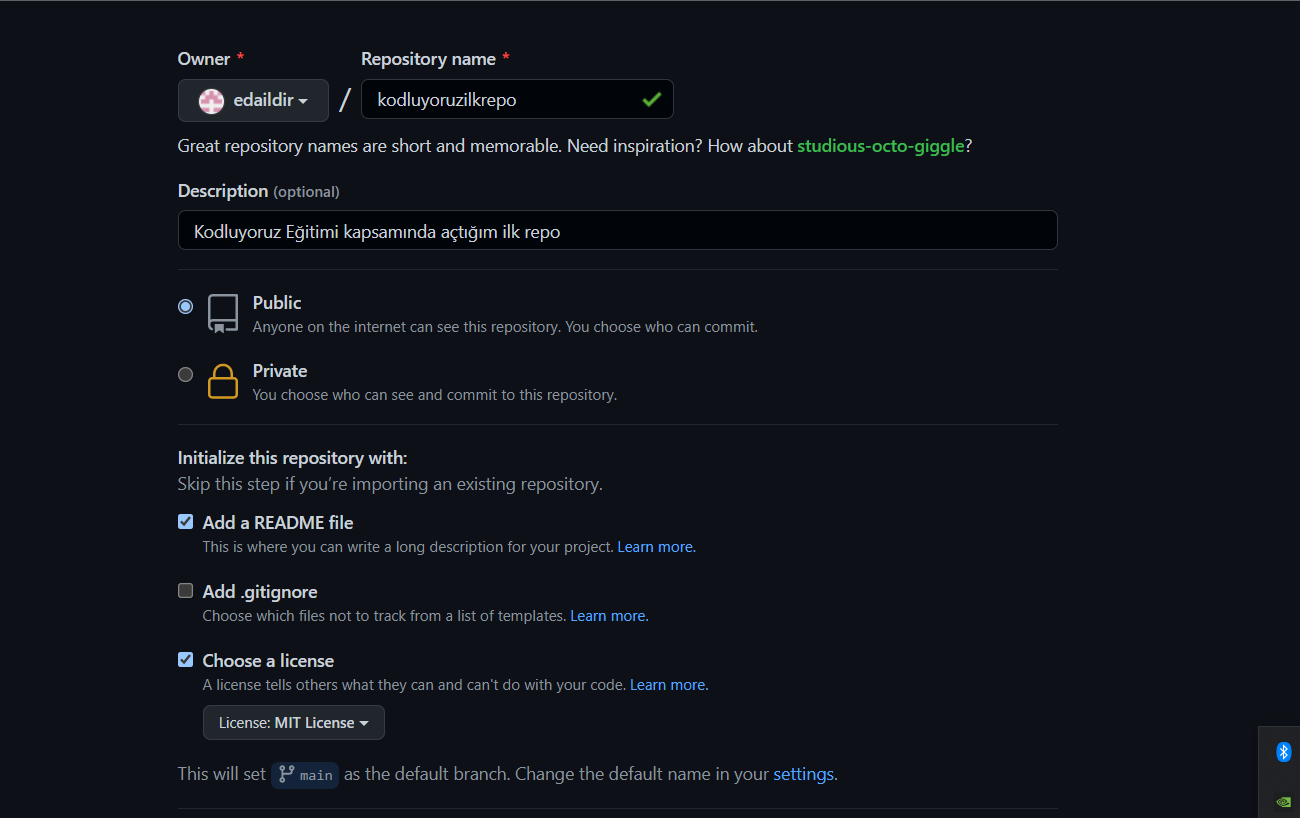 Owner * Repository name *
edaildir / kodluyoruzilkrepo
Great repository names are short and memorable. Need inspiration? How about studious-octo-giggle?
Description (optional)
Kodluyoruz Eğitimi kapsamında açtığım ilk repo
Public
Anyone on the internet can see this repository. You choose who can commit.
Private
You choose who can see and commit to this repository.
Initialize this repository with:
Skip this step if you’re importing an existing repository.
Add a README file
This is where you can write a long description for your project. Learn more.
Add .gitignore
Choose which files not to track from a list of templates. Learn more.
Choose a license
A license tells others what they can and can't do with your code. Learn more.
License: MIT License
This will set main as the default branch. Change the default name in your settings.